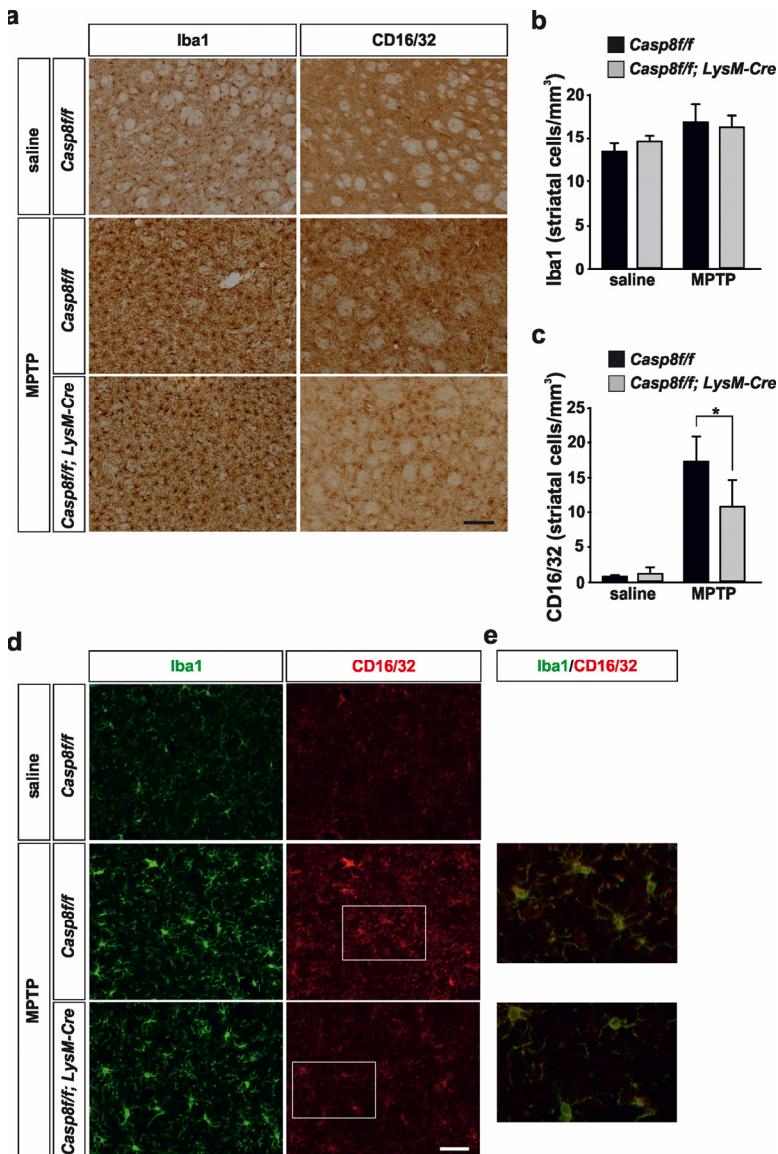 a
Iba1
CD16/32
saline
Casp8f/f
MPTP
Casp8f/f
Casp8f/f; LysM-Cre
b
Casp8f/f
Casp8f/f; LysM-Cre
Iba1 (striatal cells/mm³)
20
15
10
5
0
saline
MPTP
c
Casp8f/f
Casp8f/f; LysM-Cre
CD16/32 (striatal cells/mm³)
25
20
15
10
5
0
*
saline
MPTP
d
Iba1
CD16/32
saline
Casp8f/f
MPTP
Casp8f/f
Casp8f/f; LysM-Cre
e
Iba1/CD16/32